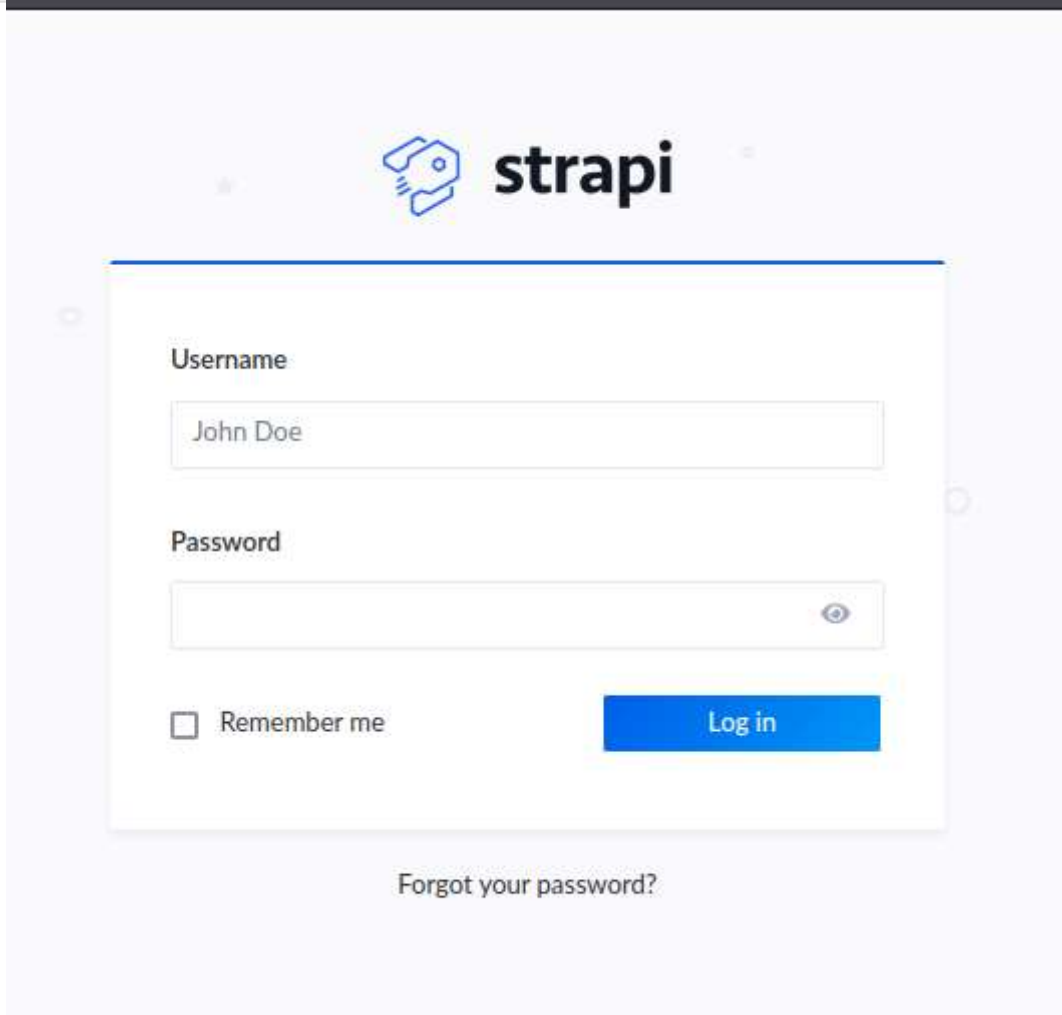 strapi
Username
John Doe
Password
Remember me
Log in
Forgot your password?